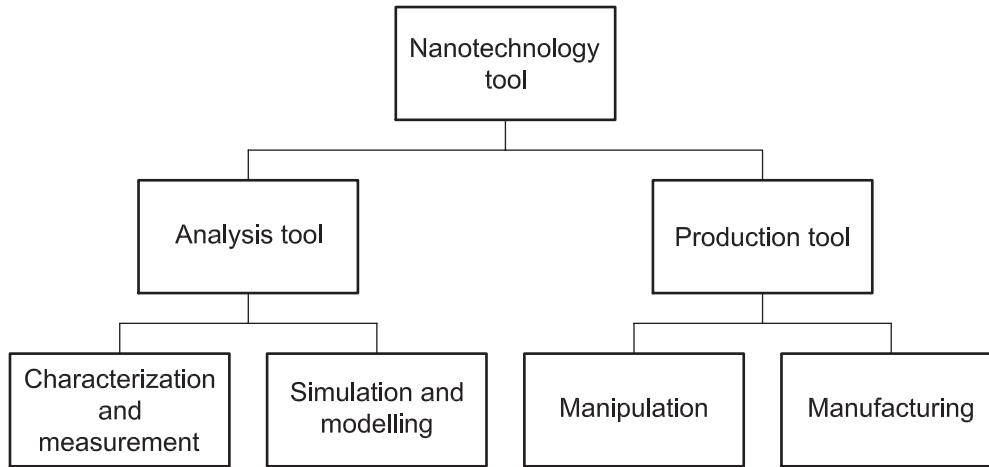 Nanotechnology
tool
Analysis tool
Production tool
Characterization
and
measurement
Simulation and
modelling
Manipulation
Manufacturing